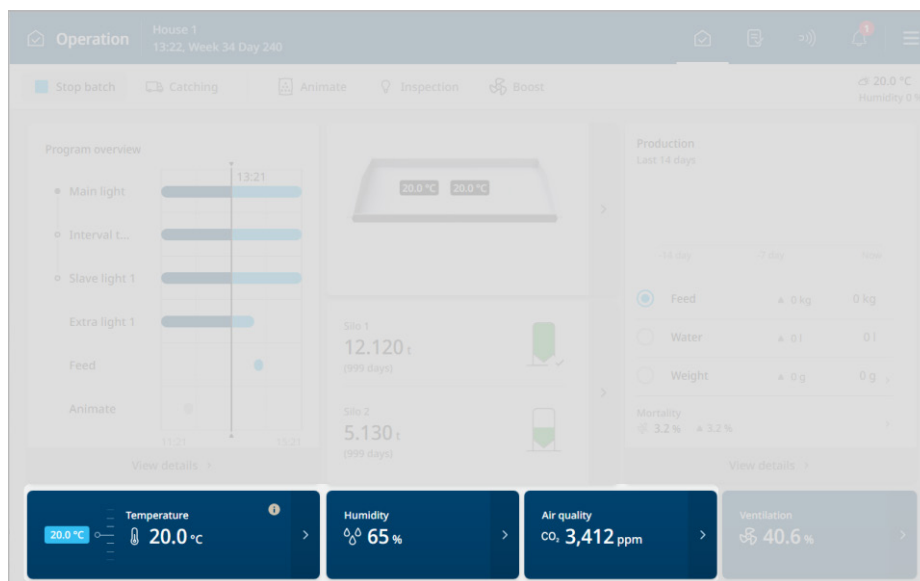 Operation
House 1
13:22, Week 34 Day 240
1
Stop batch
Catching
Animate
Inspection
Boost
20.0 °C
Humidity 0 %
Program overview
13:21
Main light
Interval t...
Slave light 1
Extra light 1
Feed
Animate
11:21
15:21
View details
20.0 °C
20.0 °C
Silo 1
12.120 t
(999 days)
Silo 2
5.130 t
(999 days)
Production
Last 14 days
-14 day
-7 day
Now
Feed
0 kg
0 kg
Water
0 l
0 l
Weight
0 g
0 g
Mortality
3.2 %
3.2 %
View details
20.0 °C
Temperature
20.0 °C
Humidity
65 %
Air quality
CO₂ 3,412 ppm
Ventilation
40.6 %